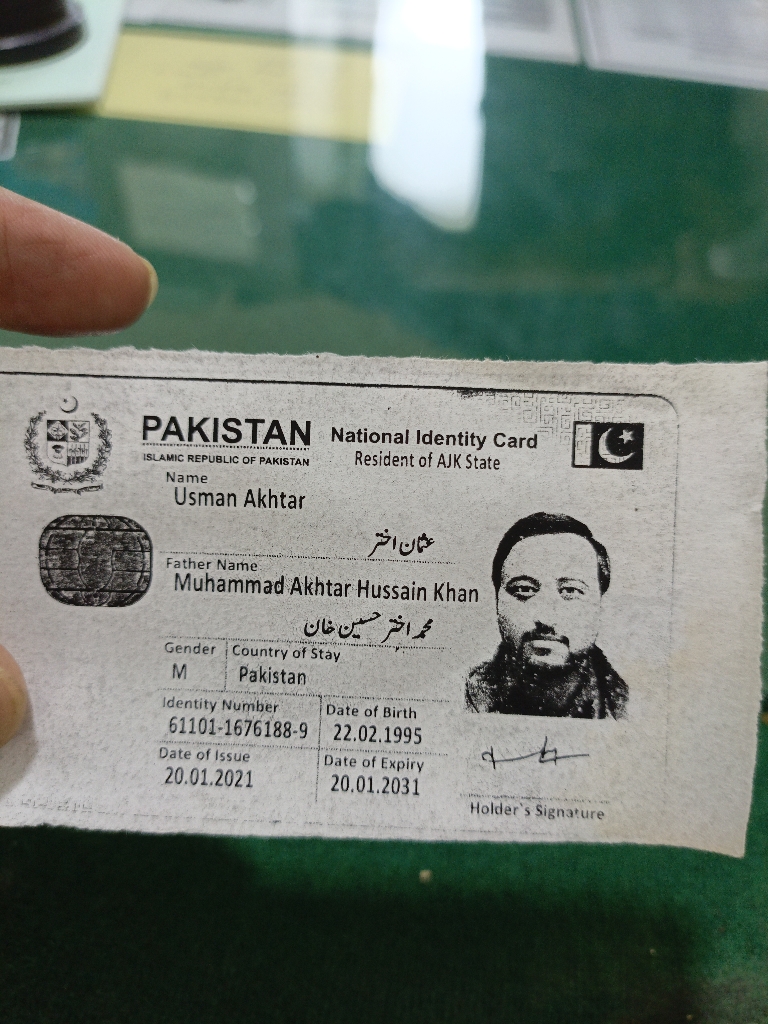 PAKISTAN National Identity Card
ISLAMIC REPUBLIC OF PAKISTAN Resident of AJK State
Name
Usman Akhtar
عثمان اختر
Father Name
Muhammad Akhtar Hussain Khan
محمد اختر حسین خان
Gender Country of Stay
M Pakistan
Identity Number Date of Birth
61101-1676188-9 22.02.1995
Date of Issue Date of Expiry
20.01.2021 20.01.2031
Holder's Signature